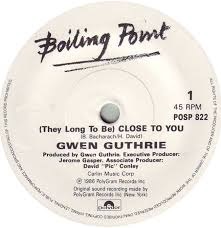 Boiling Point
1
45 RPM
POSP 822
(They Long To Be) CLOSE TO YOU
(B. Bacharach/H. David)
GWEN GUTHRIE
Produced by Gwen Guthrie. Executive Producer:
Jerome Gasper. Associate Producer:
David "Pic" Conley
Carlin Music Corp
℗ 1986 PolyGram Records Inc
Original sound recording made by
PolyGram Records Inc (New York)
polydor